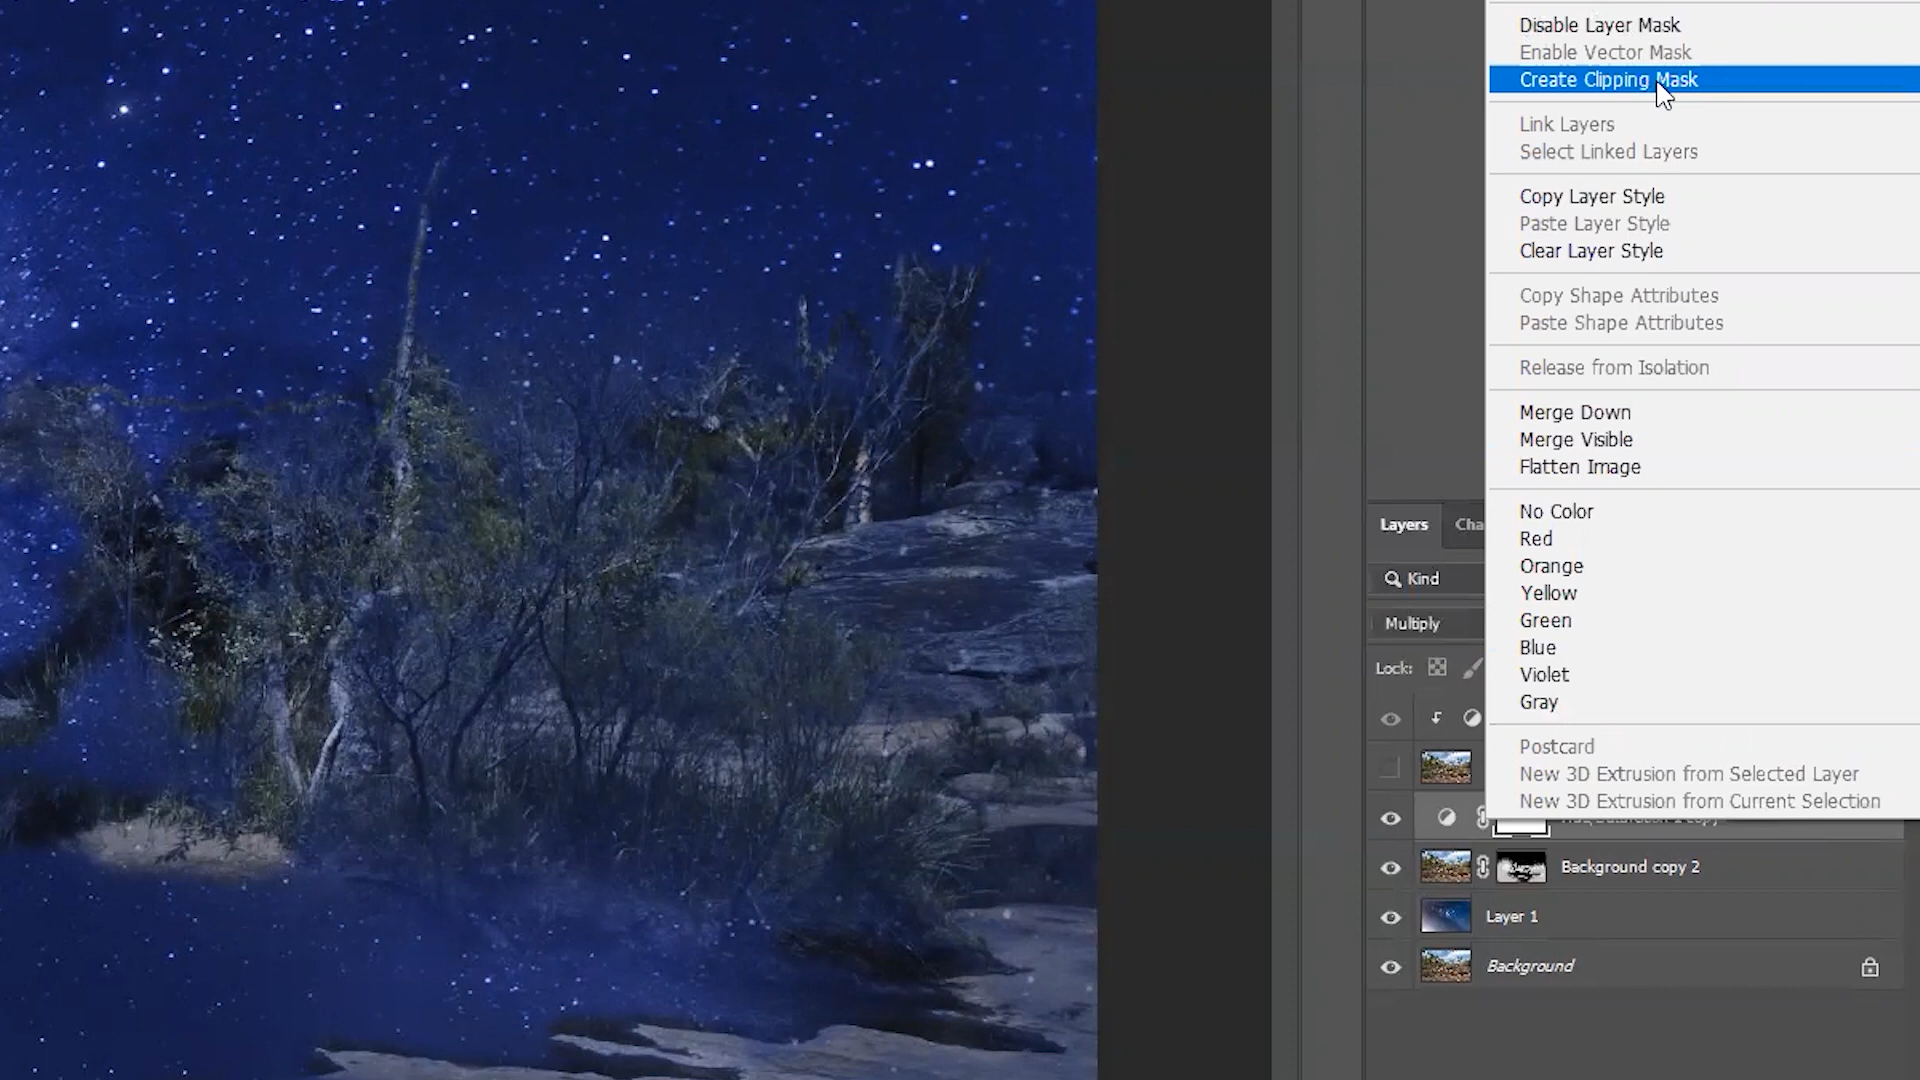 Disable Layer Mask
Enable Vector Mask
Create Clipping Mask
Link Layers
Select Linked Layers
Copy Layer Style
Paste Layer Style
Clear Layer Style
Copy Shape Attributes
Paste Shape Attributes
Release from Isolation
Merge Down
Merge Visible
Flatten Image
No Color
Red
Orange
Yellow
Green
Blue
Violet
Gray
Postcard
New 3D Extrusion from Selected Layer
New 3D Extrusion from Current Selection
Layers
Cha
Kind
Multiply
Lock:
Background copy 2
Layer 1
Background